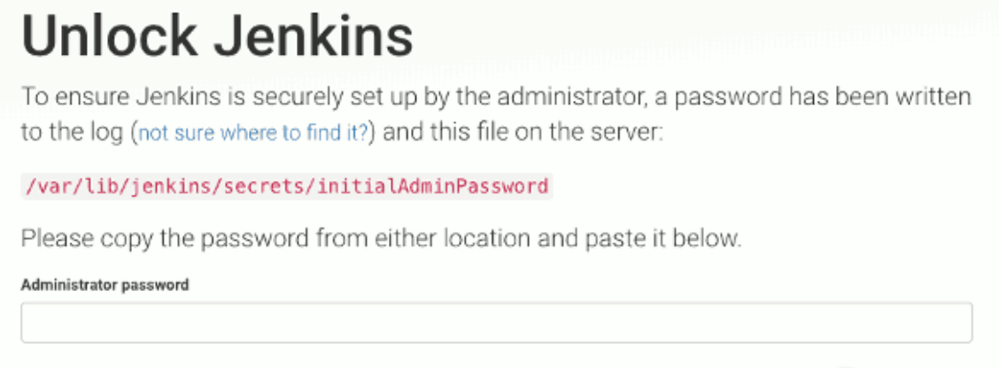 Unlock Jenkins
To ensure Jenkins is securely set up by the administrator, a password has been written
to the log (not sure where to find it?) and this file on the server:
/var/lib/jenkins/secrets/initialAdminPassword
Please copy the password from either location and paste it below.
Administrator password